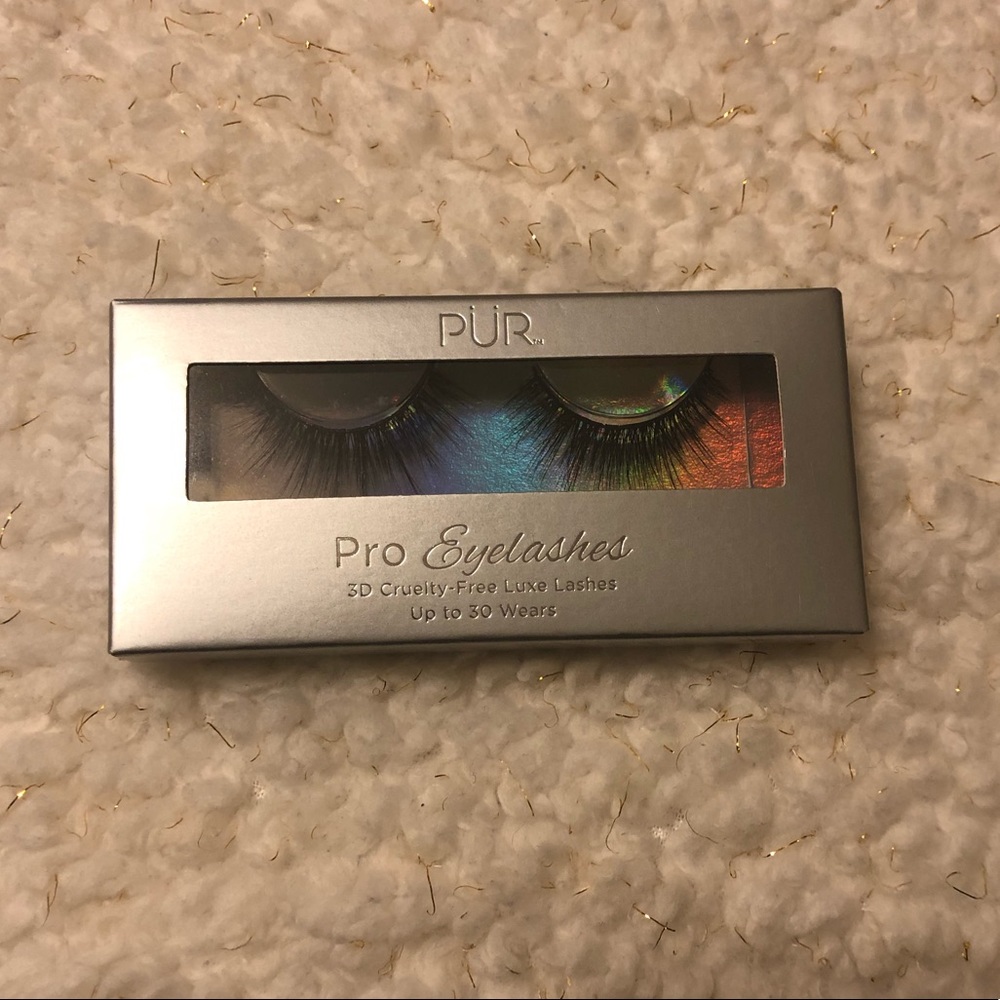 PÜR
Pro Eyelashes
3D Cruelty-Free Luxe Lashes
Up to 30 Wears